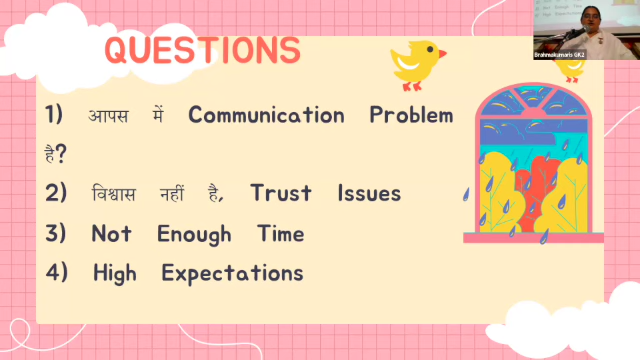 QUESTIONS
1) आपस में Communication Problem
है?
2) विश्वास नहीं है, Trust Issues
3) Not Enough Time
4) High Expectations
Brahmakumaris GK2